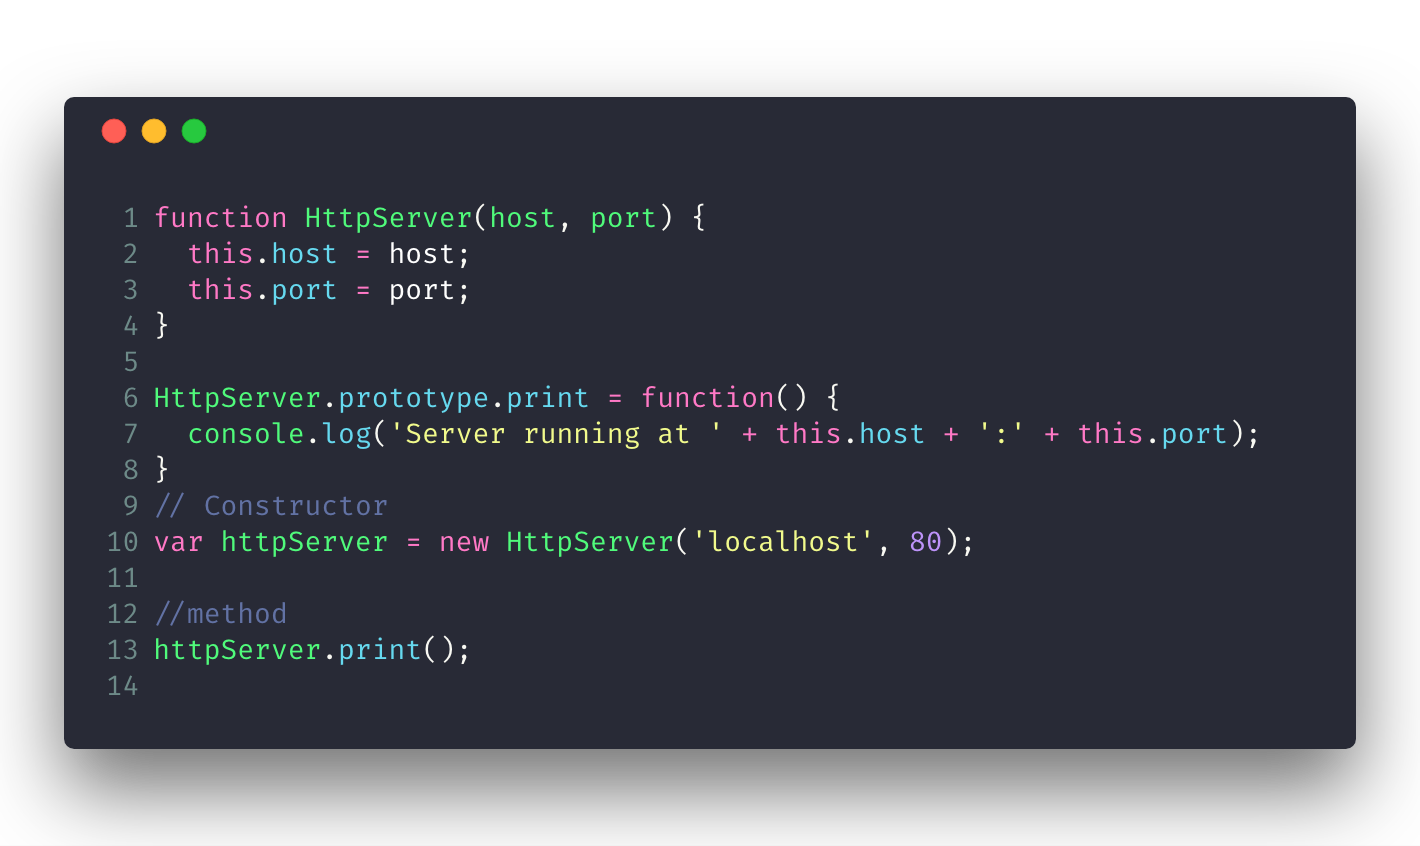 1 function HttpServer(host, port) {
2   this.host = host;
3   this.port = port;
4 }
5
6 HttpServer.prototype.print = function() {
7   console.log('Server running at ' + this.host + ':' + this.port);
8 }
9 // Constructor
10 var httpServer = new HttpServer('localhost', 80);
11
12 //method
13 httpServer.print();
14